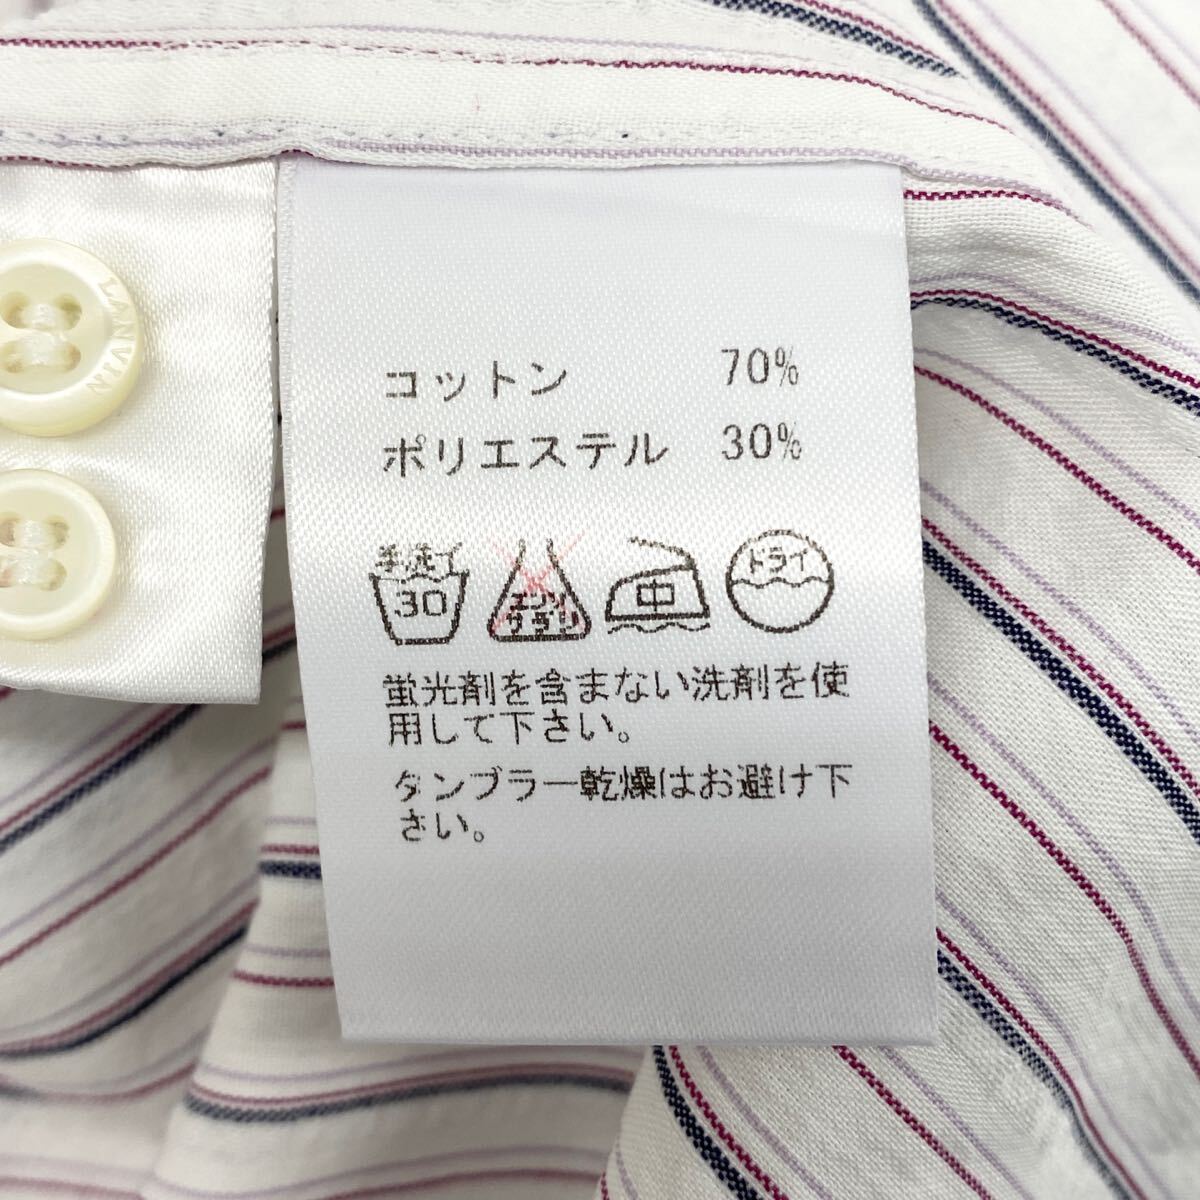 LANVIN
コットン 70%
ポリエステル 30%
手洗イ 30
エンソ サラシ
中
ドライ
蛍光剤を含まない洗剤を使
用して下さい。
タンブラー乾燥はお避け下
さい。